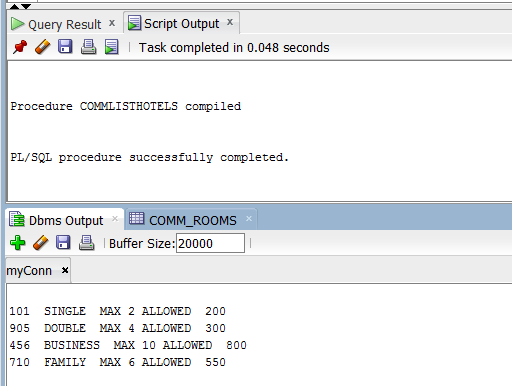 Query Result × Script Output ×
Task completed in 0.048 seconds
Procedure COMMLISTHOTELS compiled
PL/SQL procedure successfully completed.
Dbms Output × COMM_ROOMS ×
Buffer Size: 20000
myConn ×
101  SINGLE  MAX 2 ALLOWED  200
905  DOUBLE  MAX 4 ALLOWED  300
456  BUSINESS  MAX 10 ALLOWED  800
710  FAMILY  MAX 6 ALLOWED  550